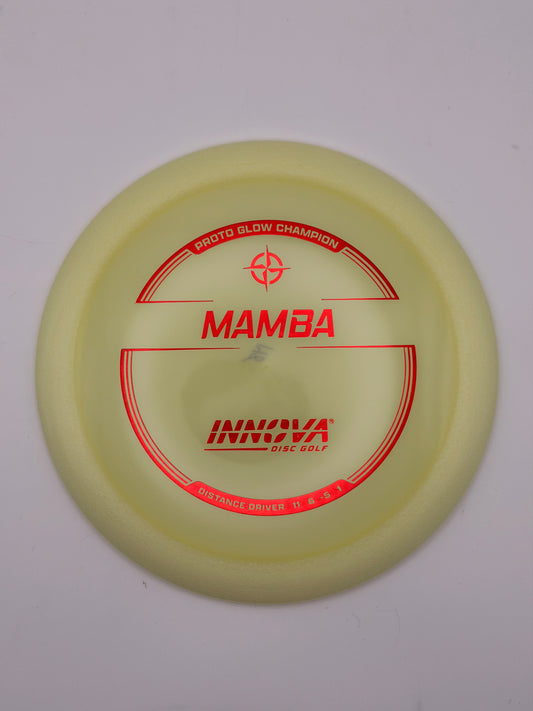 PROTO GLOW CHAMPION
MAMBA
INNOVA®
DISC GOLF
DISTANCE DRIVER 11 6 -5 1